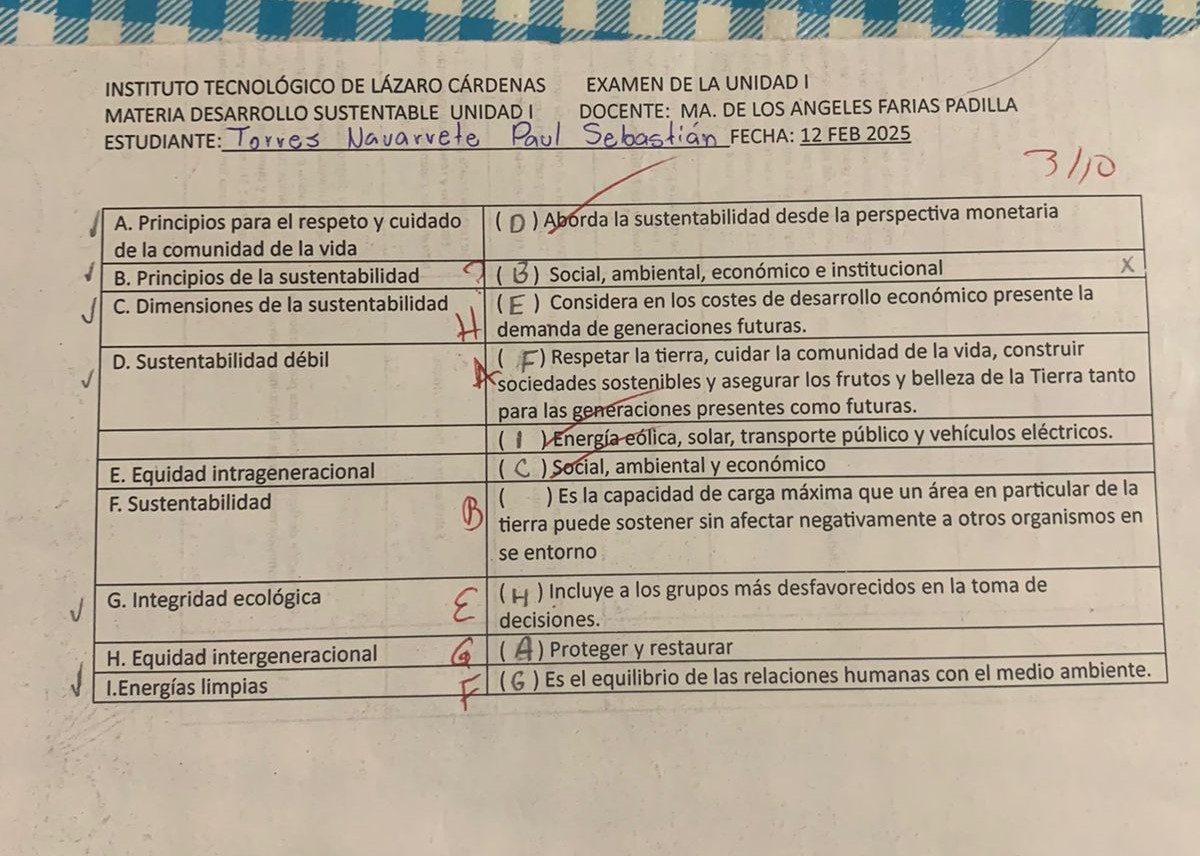 INSTITUTO TECNOLÓGICO DE LÁZARO CÁRDENAS EXAMEN DE LA UNIDAD I
MATERIA DESARROLLO SUSTENTABLE UNIDAD I DOCENTE: MA. DE LOS ANGELES FARIAS PADILLA
ESTUDIANTE: Torres Navarrete Paul Sebastián FECHA: 12 FEB 2025
3/10
A. Principios para el respeto y cuidado
de la comunidad de la vida
(D) Aborda la sustentabilidad desde la perspectiva monetaria
B. Principios de la sustentabilidad ?
(B) Social, ambiental, económico e institucional X
C. Dimensiones de la sustentabilidad
H
(E) Considera en los costes de desarrollo económico presente la
demanda de generaciones futuras.
D. Sustentabilidad débil
A
(F) Respetar la tierra, cuidar la comunidad de la vida, construir
sociedades sostenibles y asegurar los frutos y belleza de la Tierra tanto
para las generaciones presentes como futuras.
(I) Energía eólica, solar, transporte público y vehículos eléctricos.
E. Equidad intrageneracional
(C) Social, ambiental y económico
F. Sustentabilidad
B
( ) Es la capacidad de carga máxima que un área en particular de la
tierra puede sostener sin afectar negativamente a otros organismos en
se entorno
G. Integridad ecológica
E
(H) Incluye a los grupos más desfavorecidos en la toma de
decisiones.
H. Equidad intergeneracional G
(A) Proteger y restaurar
I.Energías limpias F
(G) Es el equilibrio de las relaciones humanas con el medio ambiente.